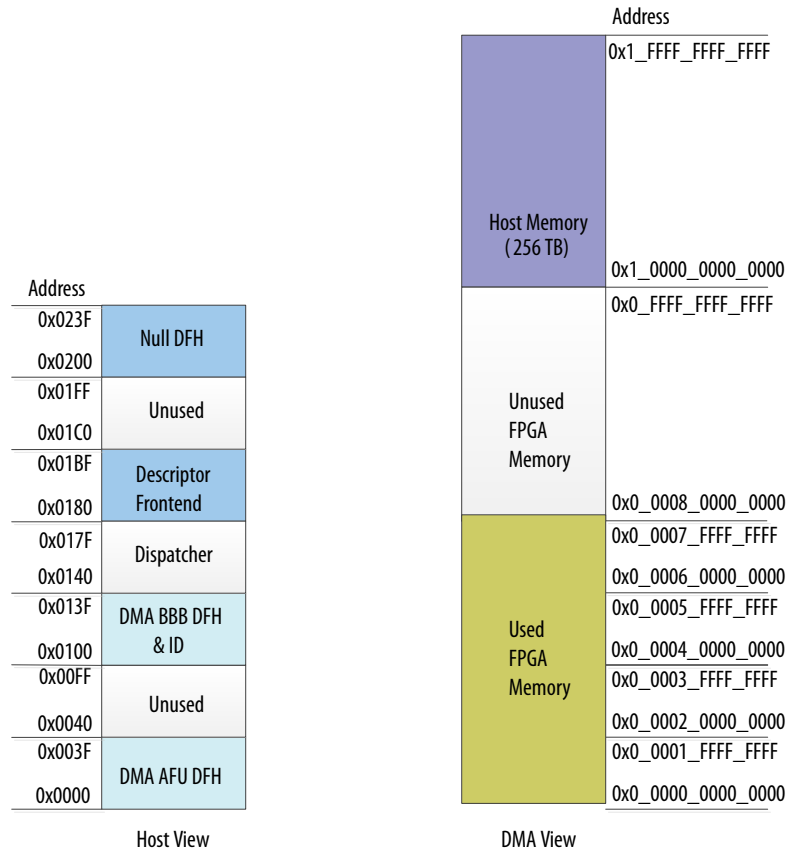 Address
0x023F
Null DFH
0x0200
0x01FF
Unused
0x01C0
0x01BF
Descriptor
Frontend
0x0180
0x017F
Dispatcher
0x0140
0x013F
DMA BBB DFH
& ID
0x0100
0x00FF
Unused
0x0040
0x003F
DMA AFU DFH
0x0000
Host View
Address
0x1_FFFF_FFFF_FFFF
Host Memory
( 256 TB)
0x1_0000_0000_0000
0x0_FFFF_FFFF_FFFF
Unused
FPGA
Memory
0x0_0008_0000_0000
0x0_0007_FFFF_FFFF
0x0_0006_0000_0000
0x0_0005_FFFF_FFFF
Used
FPGA
Memory
0x0_0004_0000_0000
0x0_0003_FFFF_FFFF
0x0_0002_0000_0000
0x0_0001_FFFF_FFFF
0x0_0000_0000_0000
DMA View